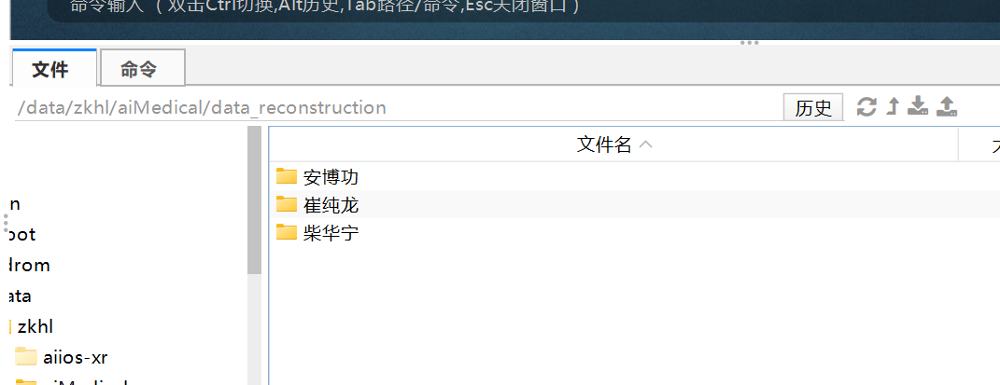 命令输入（双击Ctrl切换,Alt历史,Tab路径/命令,Esc关闭窗口）
文件 命令
/data/zkhl/aiMedical/data_reconstruction 历史
文件名
安博功
崔纯龙
柴华宁
n
oot
drom
ata
zkhl
aiios-xr